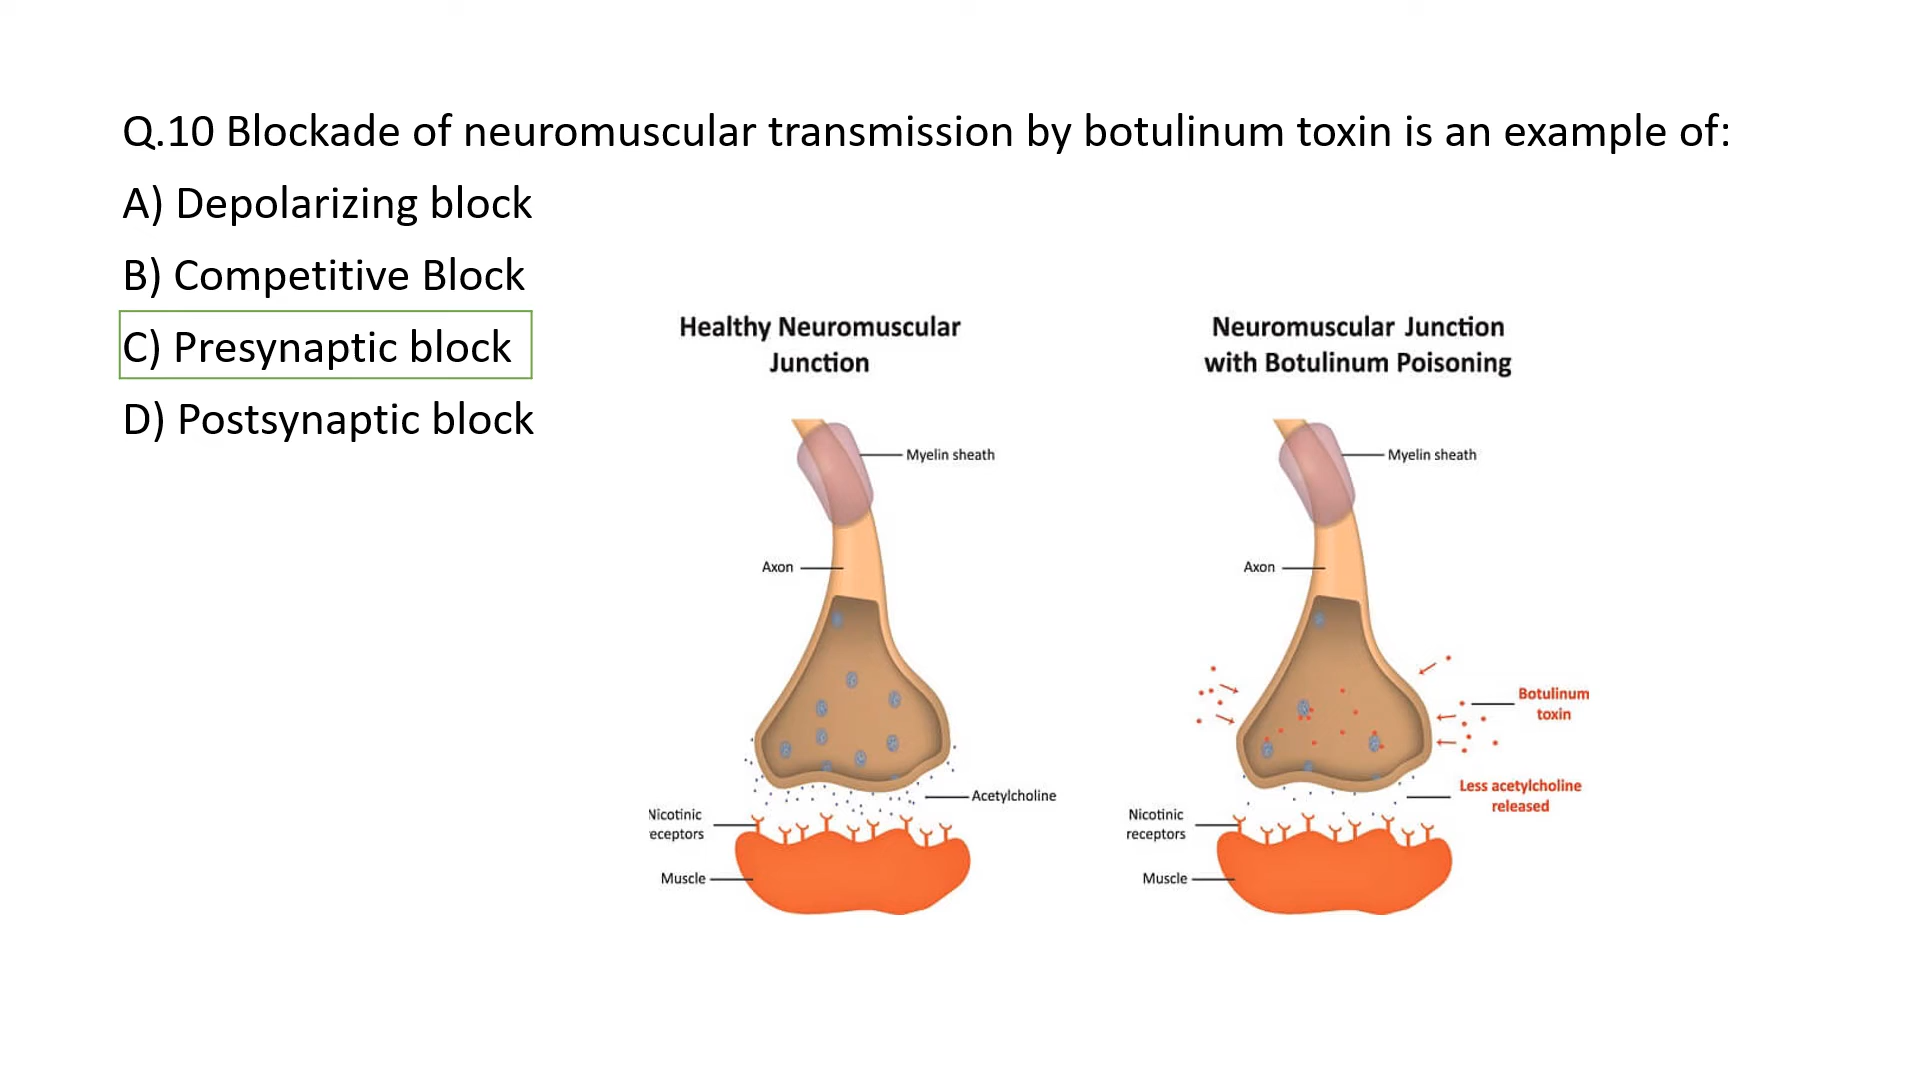 Q.10 Blockade of neuromuscular transmission by botulinum toxin is an example of:
A) Depolarizing block
B) Competitive Block
C) Presynaptic block
D) Postsynaptic block
Healthy Neuromuscular
Junction
Myelin sheath
Axon
Acetylcholine
Nicotinic
eceptors
Muscle
Neuromuscular Junction
with Botulinum Poisoning
Myelin sheath
Axon
Botulinum
toxin
Less acetylcholine
released
Nicotinic
receptors
Muscle